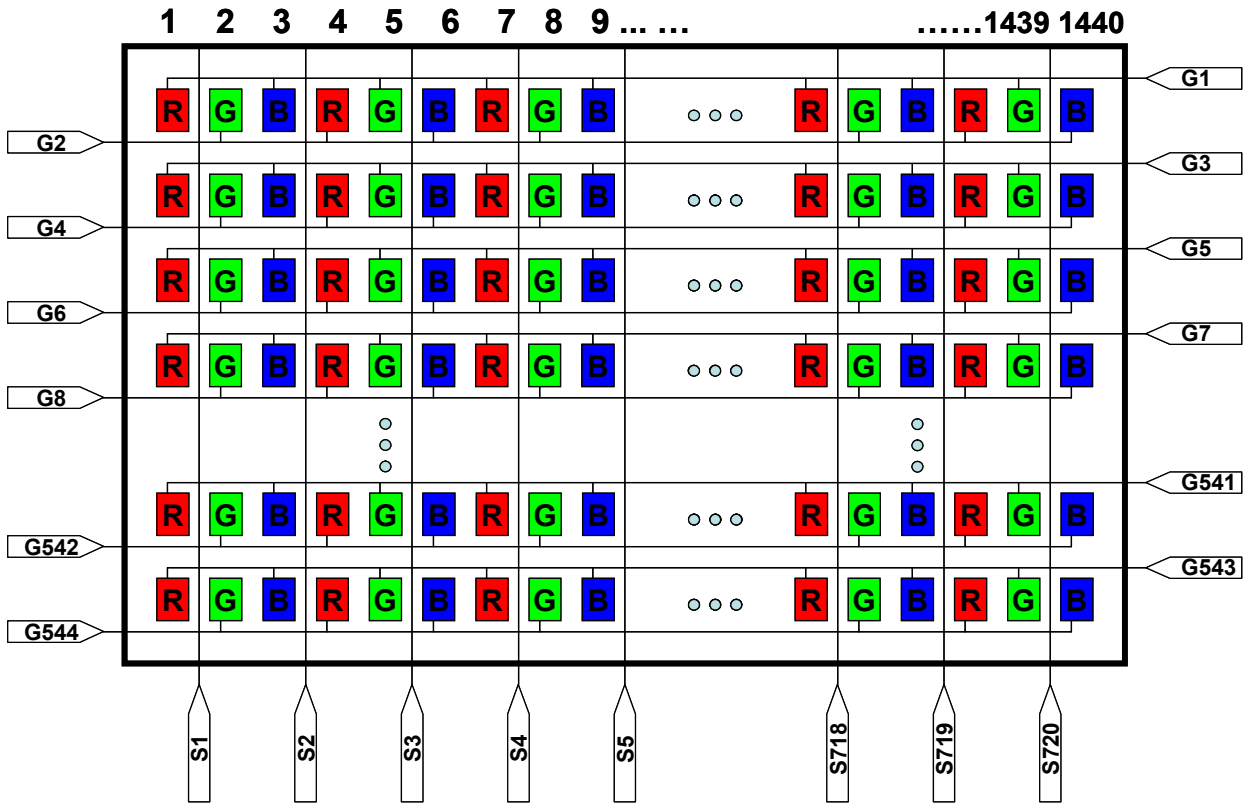 1 2 3 4 5 6 7 8 9 ... ... ......1439 1440
G1
R G B R G B R G B R G B R G B
G2
G3
R G B R G B R G B R G B R G B
G4
G5
R G B R G B R G B R G B R G B
G6
G7
R G B R G B R G B R G B R G B
G8
G541
R G B R G B R G B R G B R G B
G542
G543
R G B R G B R G B R G B R G B
G544
S1 S2 S3 S4 S5 S718 S719 S720